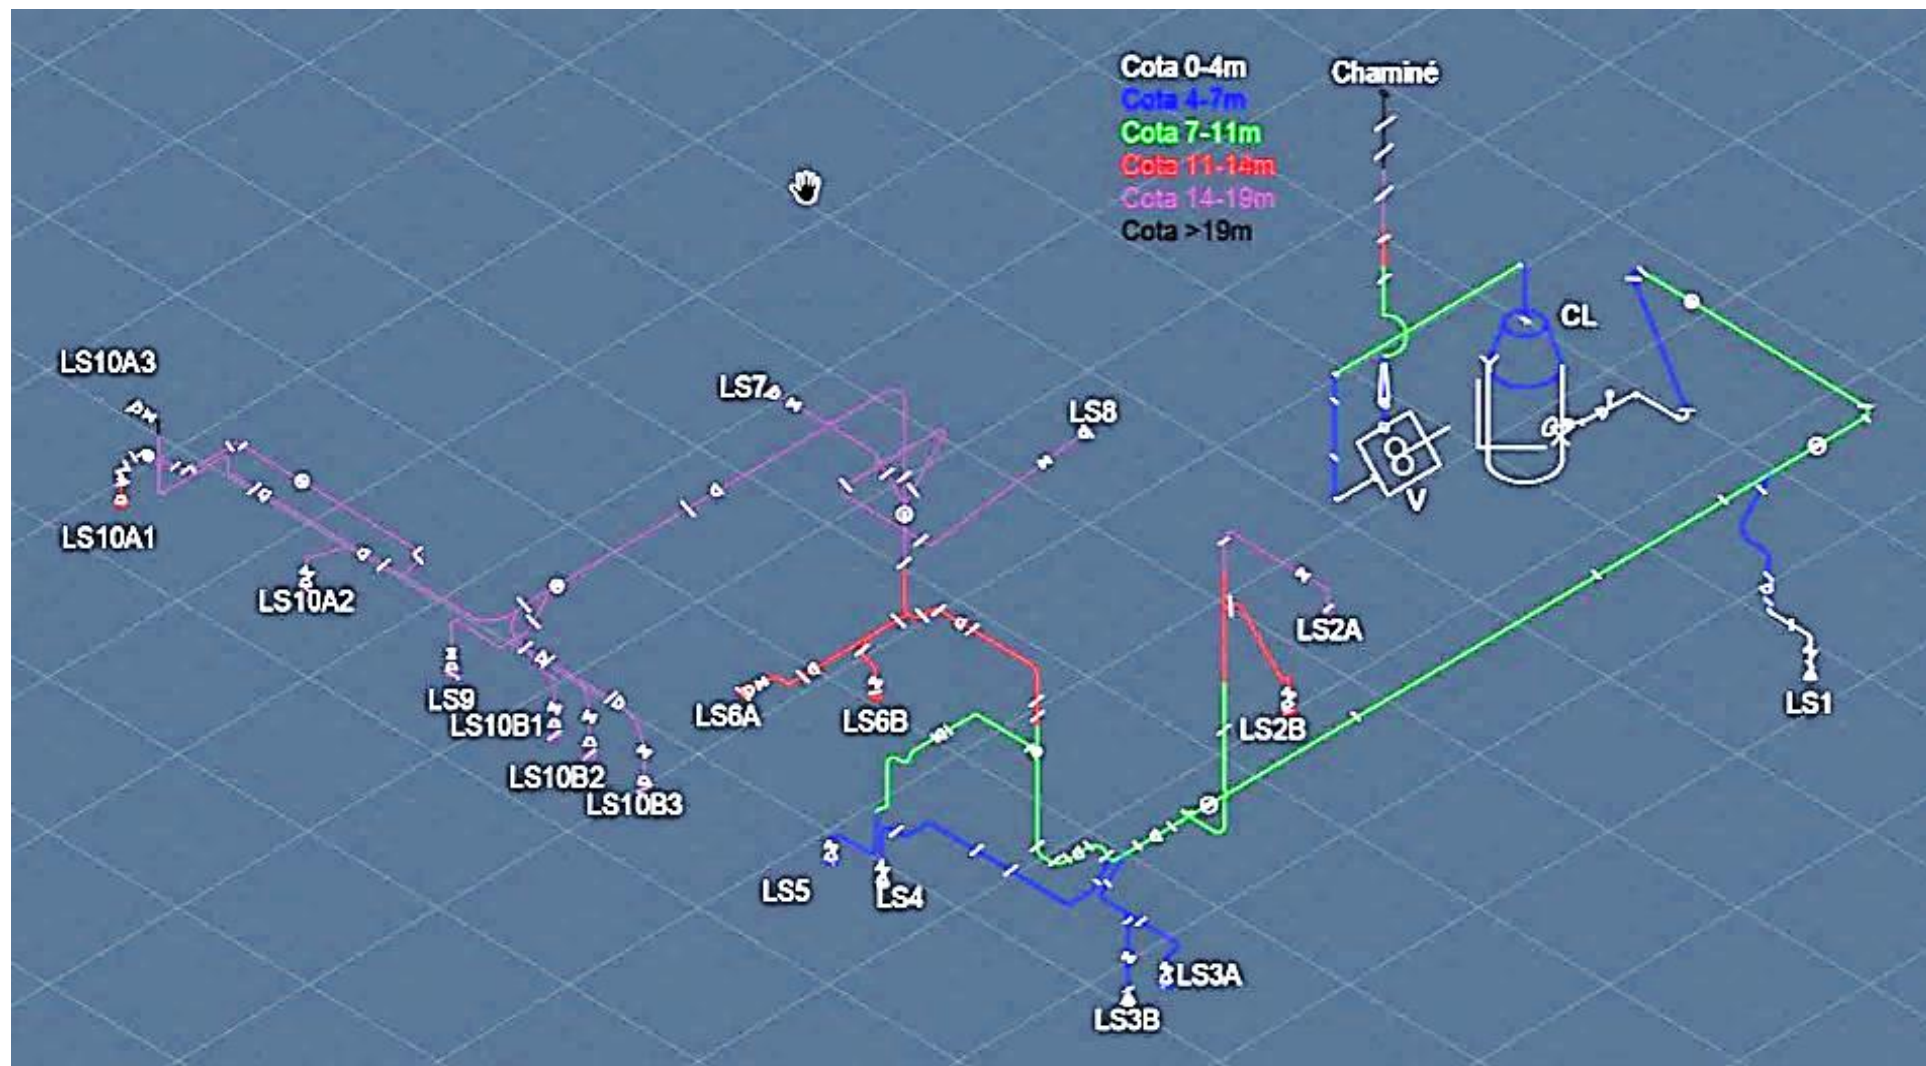 Cota 0-4m
Chaminé
Cota 4-7m
Cota 7-11m
Cota 11-14m
Cota 14-19m
Cota >19m
CL
LS10A3
LS7
LS8
V
LS10A1
LS10A2
LS2A
LS9
LS1
LS10B1
LS6A
LS6B
LS2B
LS10B2
LS10B3
LS5
LS4
LS3A
LS3B